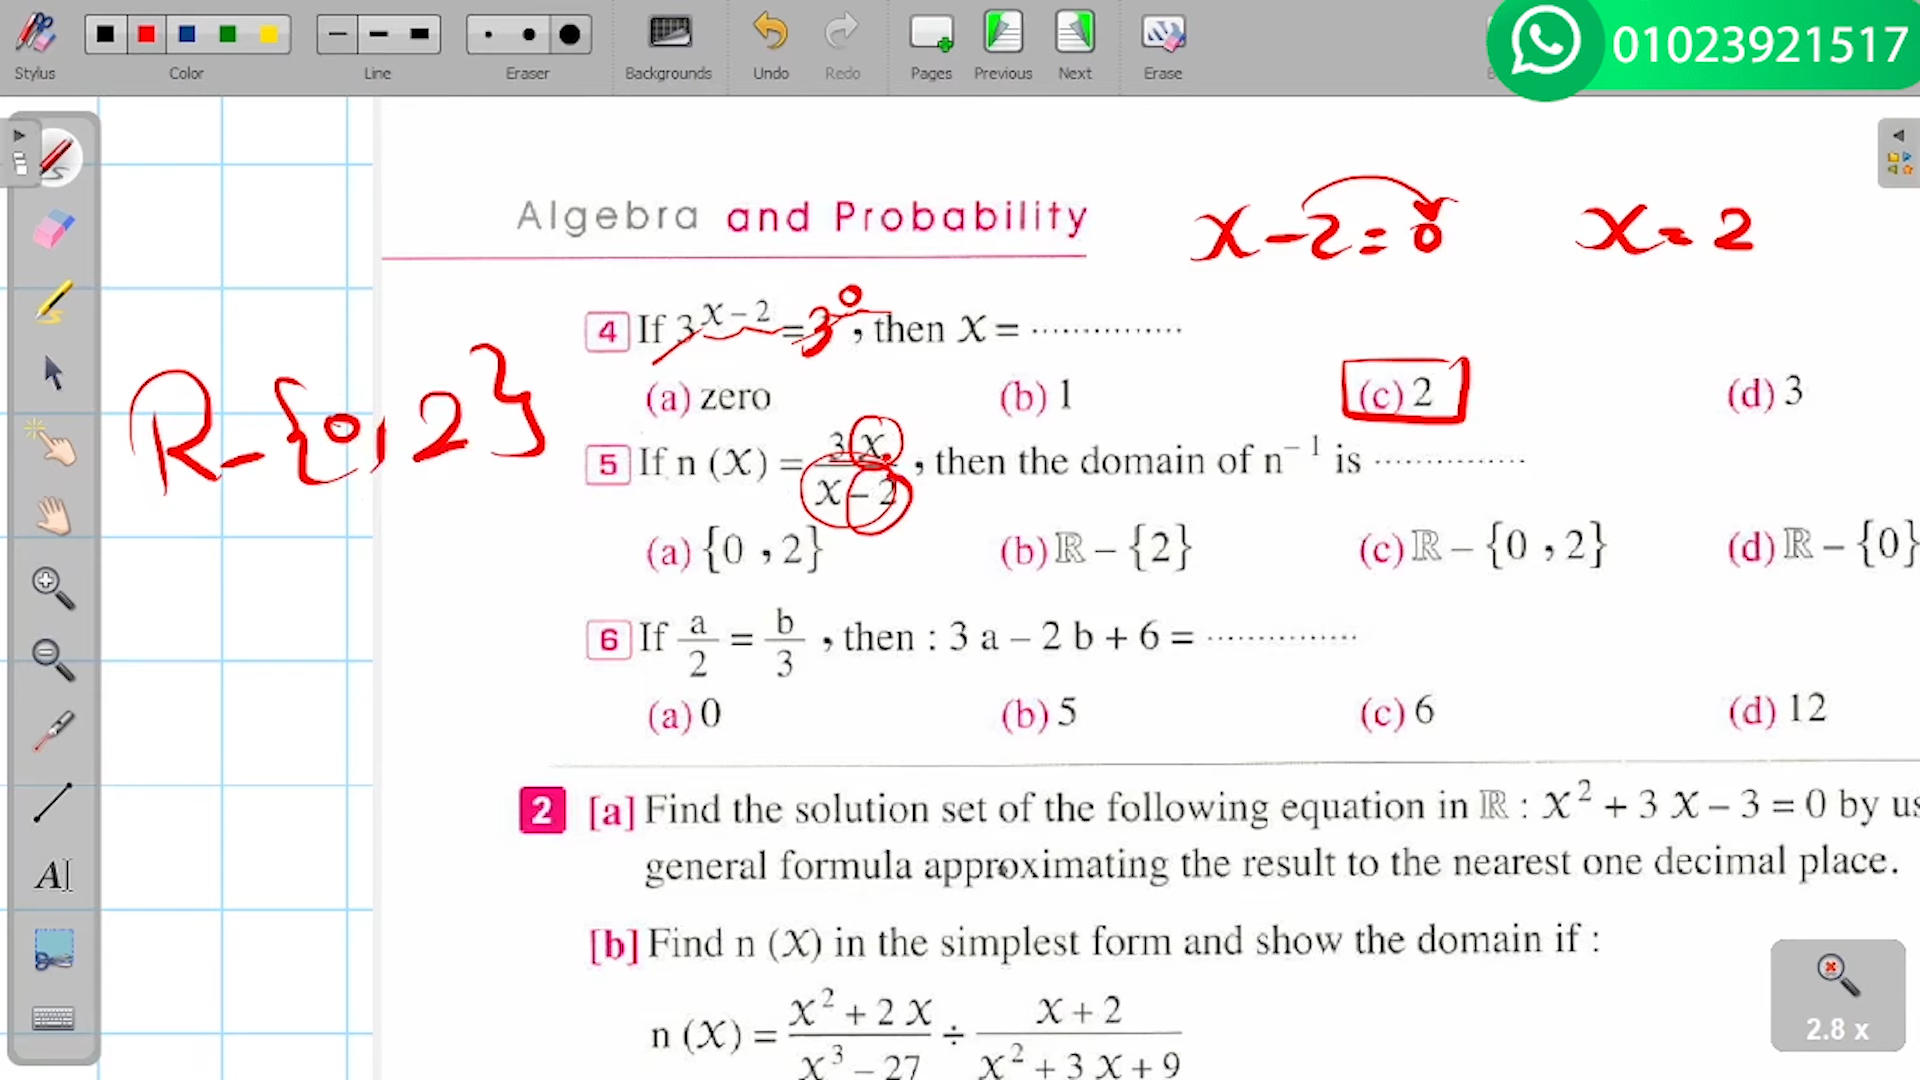 Stylus
Color
Line
Eraser
Backgrounds
Undo
Redo
Pages
Previous
Next
Erase
01023921517
Algebra and Probability
x - 2 = 0 x = 2
4 If 3^{x-2} = 3^0, then x = ...............
(a) zero (b) 1 (c) 2 (d) 3
R - {0, 2}
5 If n (x) = \frac{3x}{x-2}, then the domain of n^{-1} is ...............
(a) {0, 2} (b) ℝ – {2} (c) ℝ – {0, 2} (d) ℝ – {0}
6 If \frac{a}{2} = \frac{b}{3}, then : 3 a – 2 b + 6 = ...............
(a) 0 (b) 5 (c) 6 (d) 12
2 [a] Find the solution set of the following equation in ℝ : x² + 3 x – 3 = 0 by us
general formula approximating the result to the nearest one decimal place.
[b] Find n (x) in the simplest form and show the domain if :
n (x) = \frac{x² + 2 x}{x³ – 27} ÷ \frac{x + 2}{x² + 3 x + 9}
2.8 x